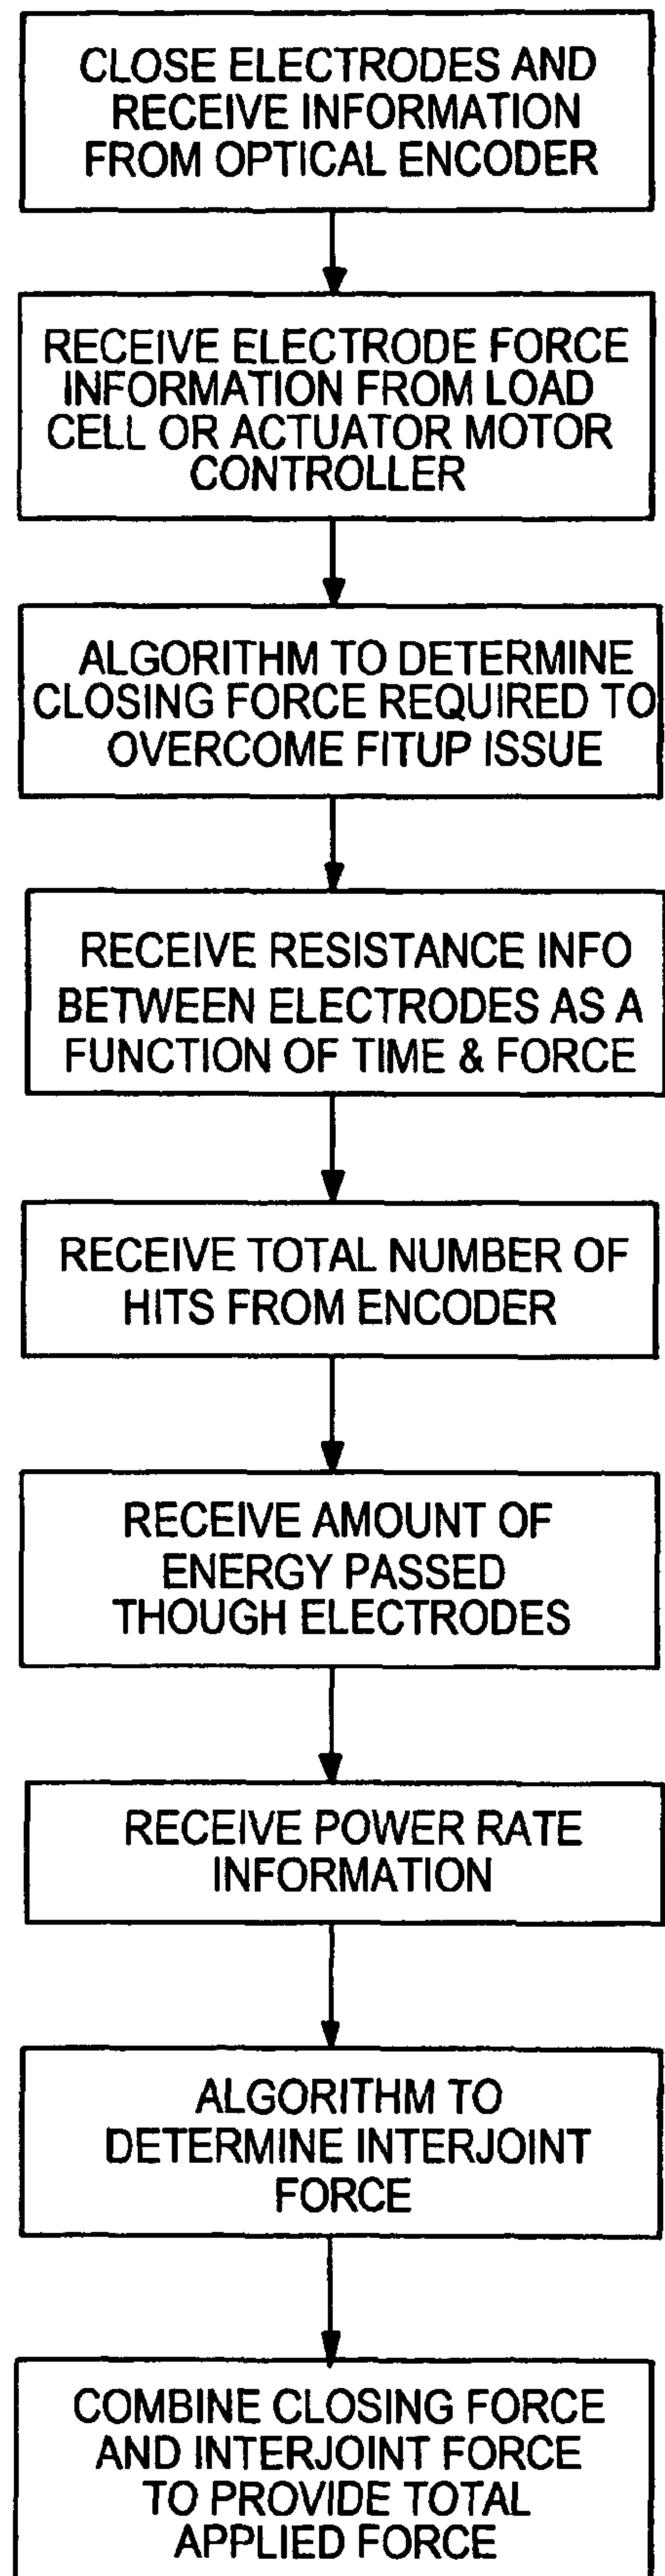 CLOSE ELECTRODES AND
RECEIVE INFORMATION
FROM OPTICAL ENCODER
RECEIVE ELECTRODE FORCE
INFORMATION FROM LOAD
CELL OR ACTUATOR MOTOR
CONTROLLER
ALGORITHM TO DETERMINE
CLOSING FORCE REQUIRED TO
OVERCOME FITUP ISSUE
RECEIVE RESISTANCE INFO
BETWEEN ELECTRODES AS A
FUNCTION OF TIME & FORCE
RECEIVE TOTAL NUMBER OF
HITS FROM ENCODER
RECEIVE AMOUNT OF
ENERGY PASSED
THOUGH ELECTRODES
RECEIVE POWER RATE
INFORMATION
ALGORITHM TO
DETERMINE INTERJOINT
FORCE
COMBINE CLOSING FORCE
AND INTERJOINT FORCE
TO PROVIDE TOTAL
APPLIED FORCE